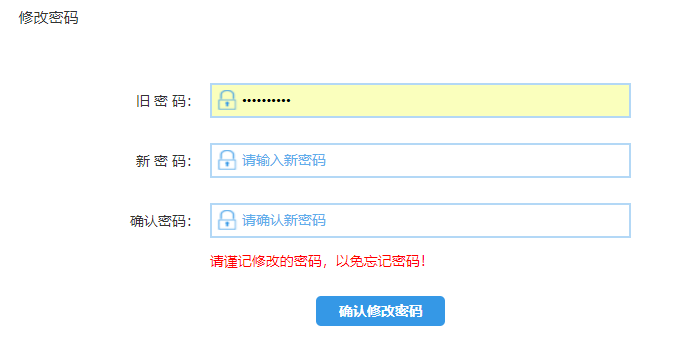 修改密码
旧 密 码： ••••••••••
新 密 码： 请输入新密码
确认密码： 请确认新密码
请谨记修改的密码，以免忘记密码！
确认修改密码